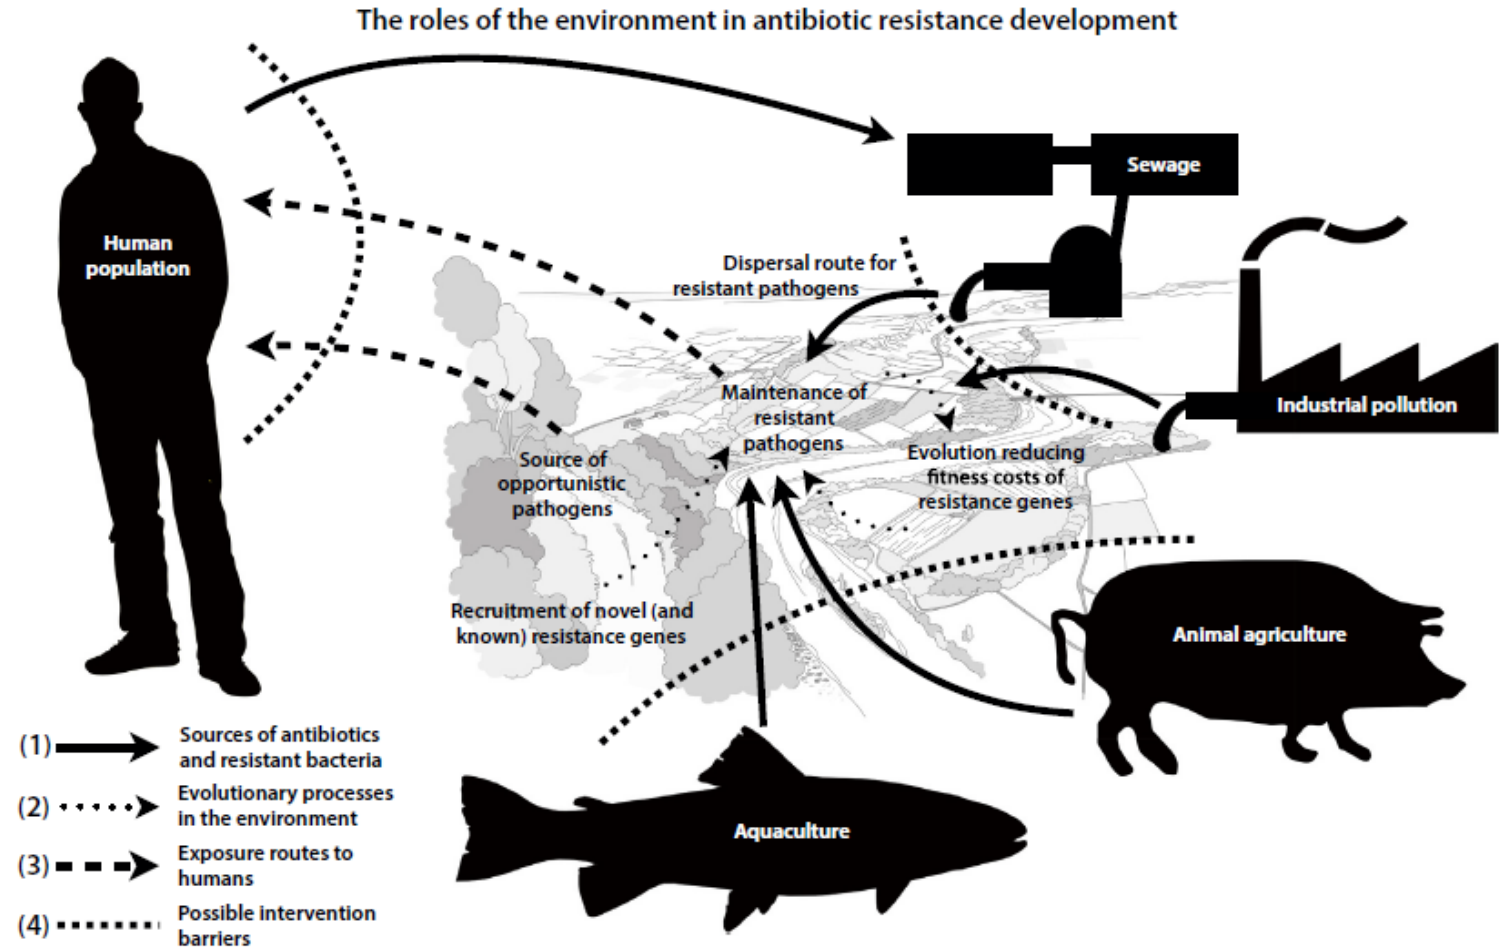 The roles of the environment in antibiotic resistance development
Sewage
Human
population
Dispersal route for
resistant pathogens
Industrial pollution
Maintenance of
resistant
pathogens
Evolution reducing
fitness costs of
resistance genes
Source of
opportunistic
pathogens
Recruitment of novel (and
known) resistance genes
Animal agriculture
Aquaculture
(1) Sources of antibiotics
and resistant bacteria
(2) Evolutionary processes
in the environment
(3) Exposure routes to
humans
(4) Possible intervention
barriers